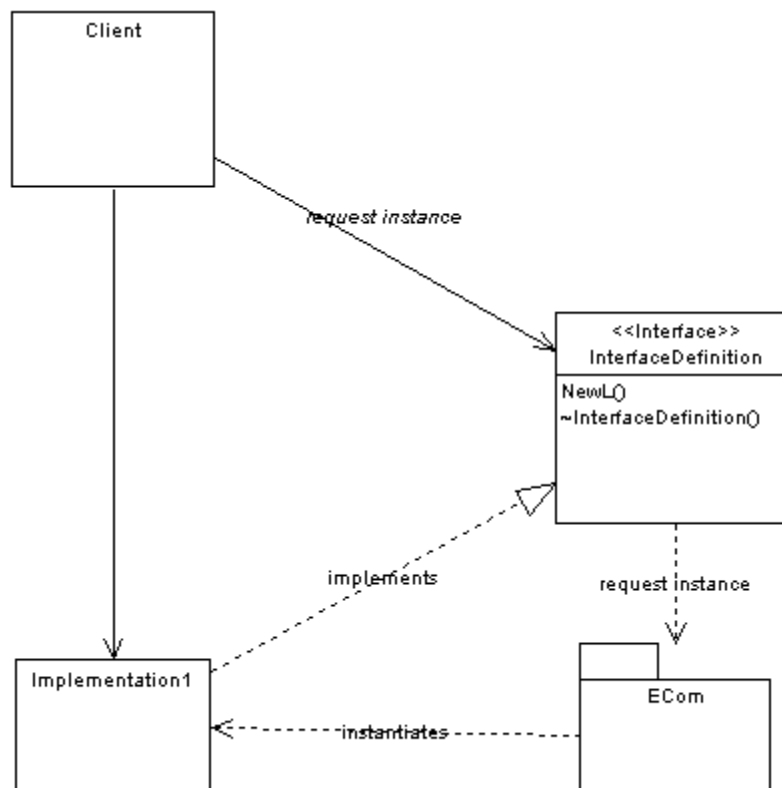 Client
request instance
<<Interface>>
InterfaceDefinition
NewL()
~InterfaceDefinition()
implements
request instance
Implementation1
ECom
instantiates